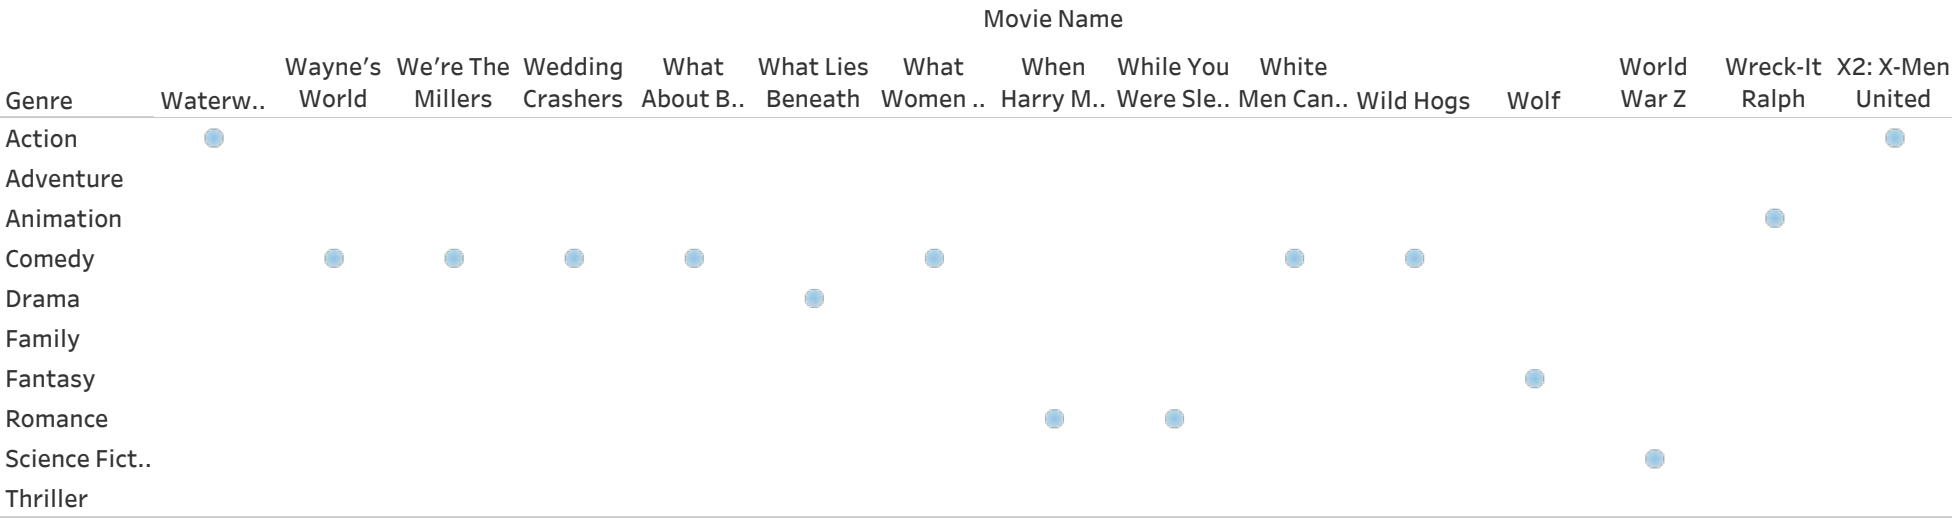 Movie Name
Wayne’s We’re The Wedding What What Lies What When While You White World Wreck-It X2: X-Men
Genre Waterw.. World Millers Crashers About B.. Beneath Women .. Harry M.. Were Sle.. Men Can.. Wild Hogs Wolf War Z Ralph United
Action
Adventure
Animation
Comedy
Drama
Family
Fantasy
Romance
Science Fict..
Thriller